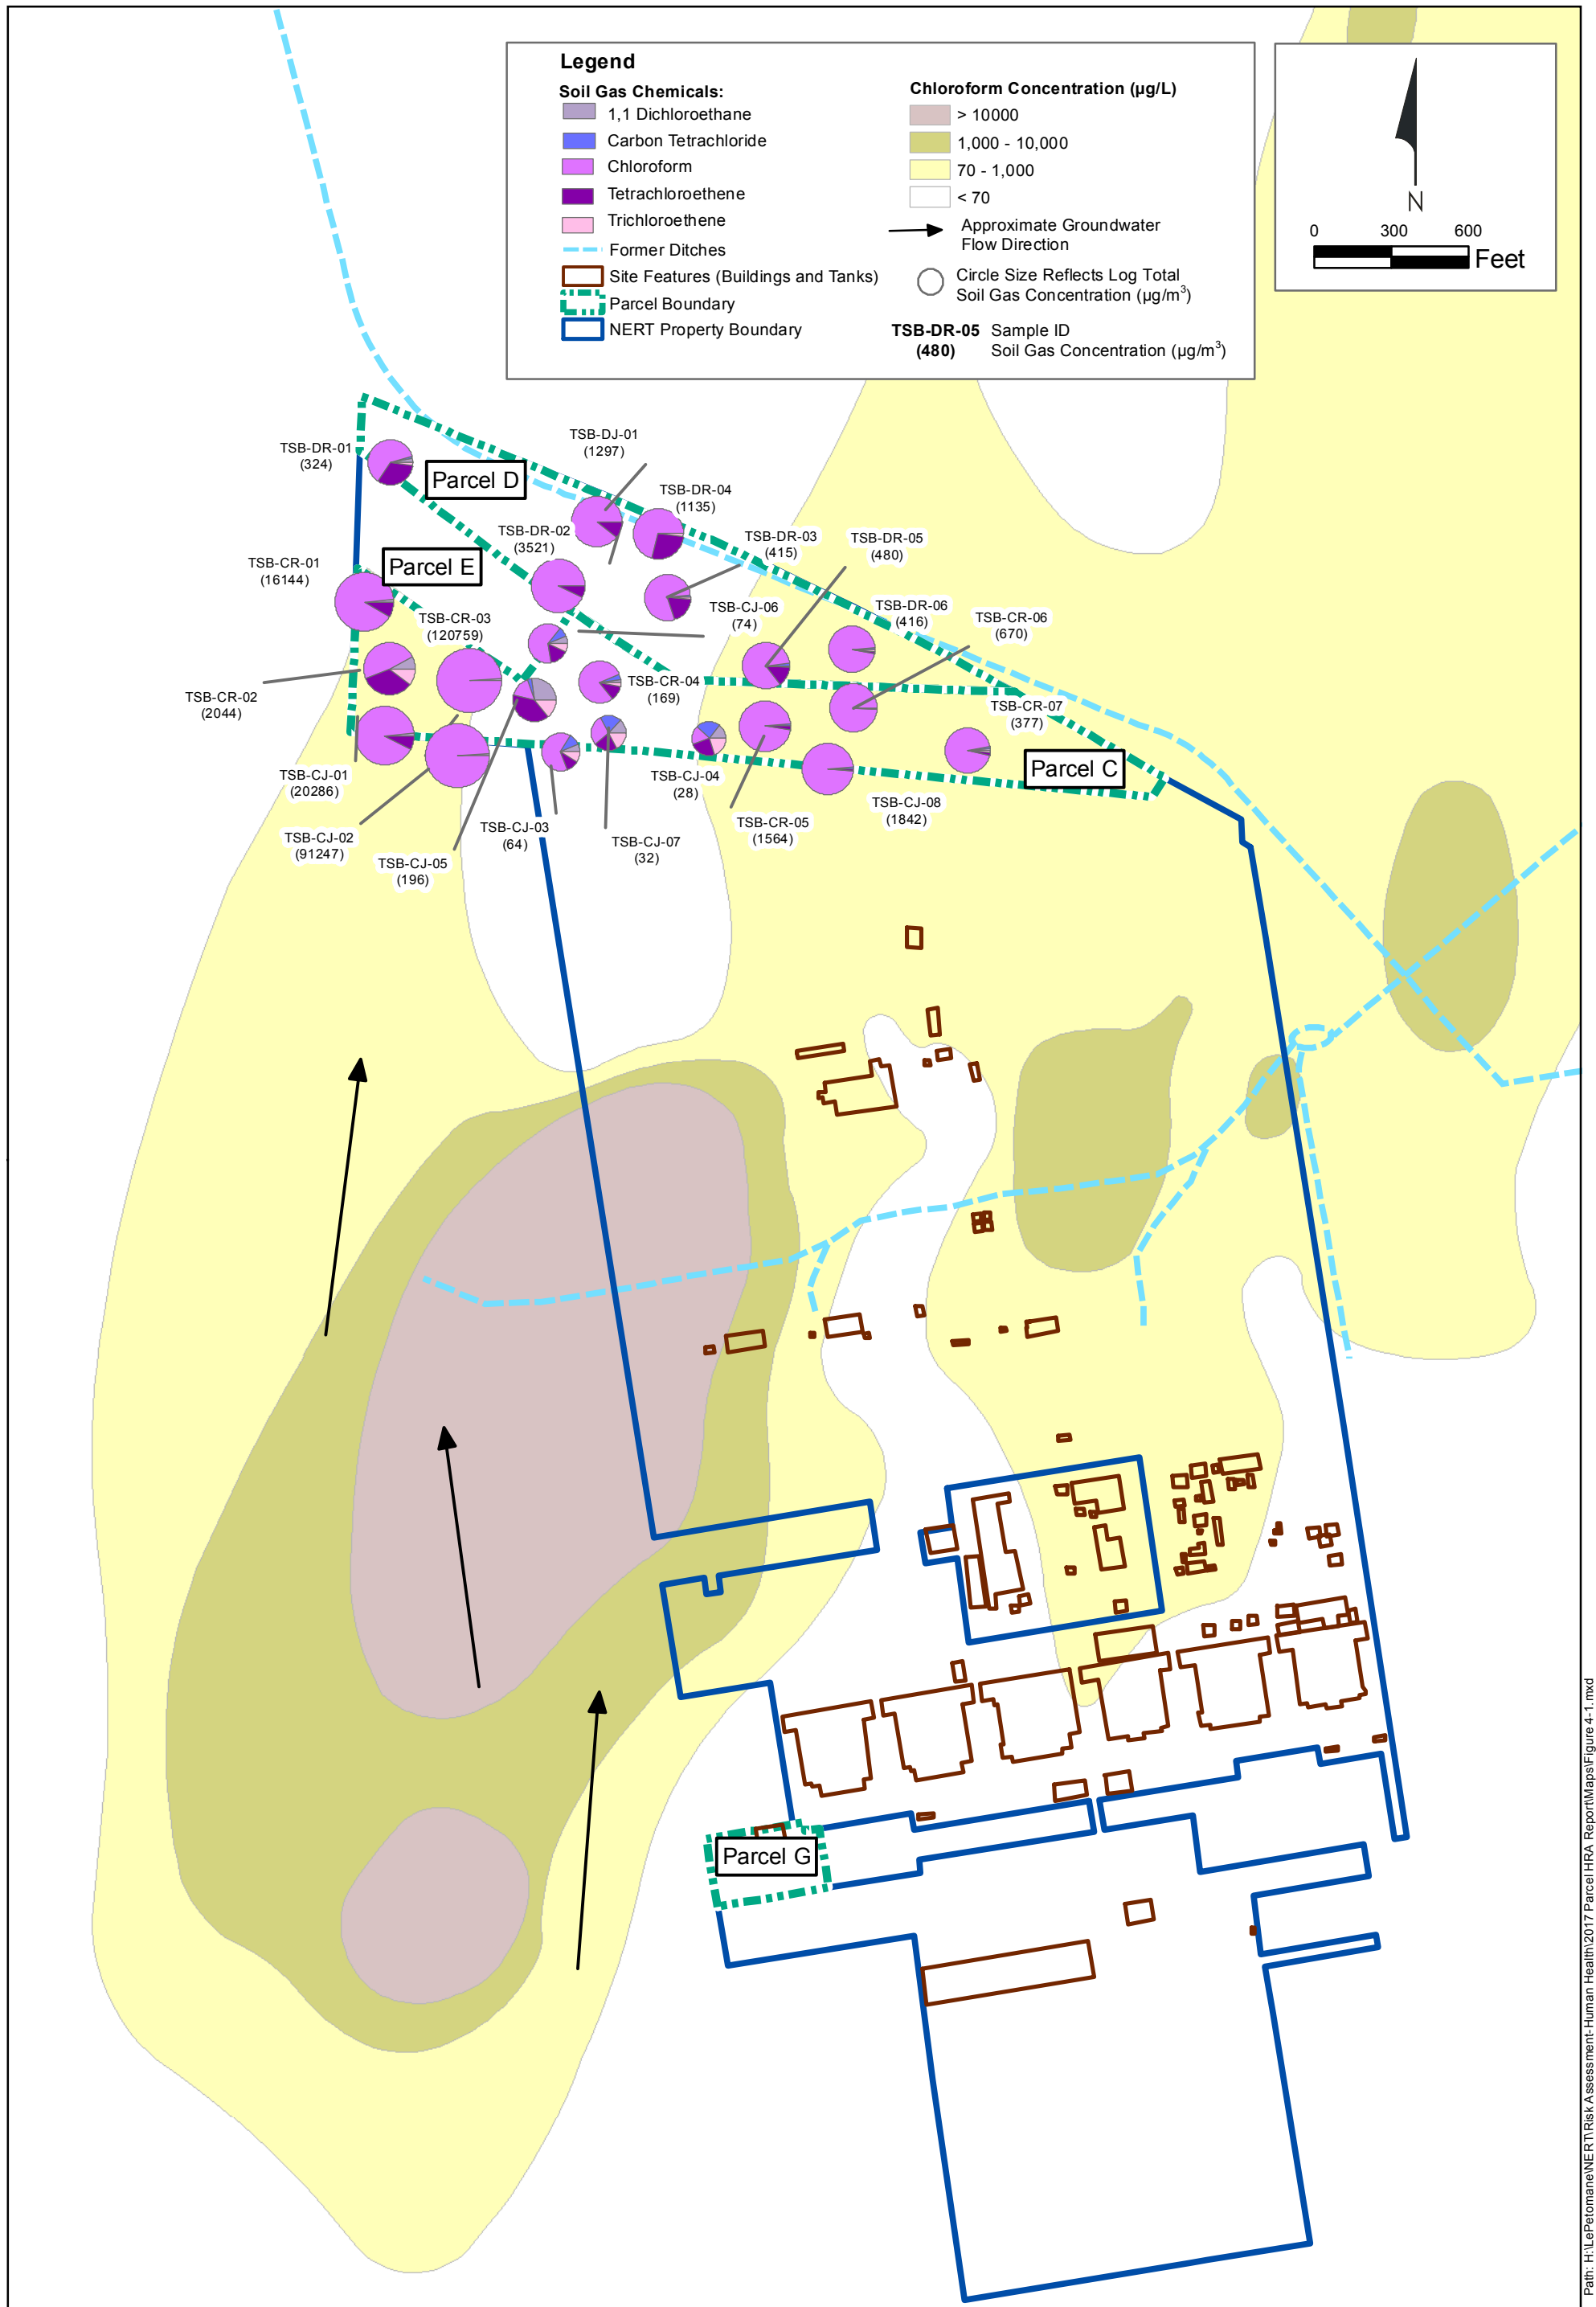 Legend
Soil Gas Chemicals:
1,1 Dichloroethane
Carbon Tetrachloride
Chloroform
Tetrachloroethene
Trichloroethene
Former Ditches
Site Features (Buildings and Tanks)
Parcel Boundary
NERT Property Boundary
Chloroform Concentration (µg/L)
> 10000
1,000 - 10,000
70 - 1,000
< 70
Approximate Groundwater
Flow Direction
Circle Size Reflects Log Total
Soil Gas Concentration (µg/m³)
TSB-DR-05 Sample ID
(480) Soil Gas Concentration (µg/m³)
N
0 300 600
Feet
TSB-DR-01
(324)
Parcel D
TSB-DJ-01
(1297)
TSB-DR-04
(1135)
TSB-DR-02
(3521)
TSB-DR-03
(415)
TSB-DR-05
(480)
TSB-CR-01
(16144)
Parcel E
TSB-CR-03
(120759)
TSB-CJ-06
(74)
TSB-DR-06
(416)
TSB-CR-06
(670)
TSB-CR-02
(2044)
TSB-CR-04
(169)
TSB-CR-07
(377)
Parcel C
TSB-CJ-01
(20286)
TSB-CJ-04
(28)
TSB-CJ-08
(1842)
TSB-CJ-02
(91247)
TSB-CJ-05
(196)
TSB-CJ-03
(64)
TSB-CJ-07
(32)
TSB-CR-05
(1564)
Parcel G
Path: H:\LePetomane\NERT\Risk Assessment-Human Health\2017 Parcel HRA Report\Maps\Figure 4-1.mxd